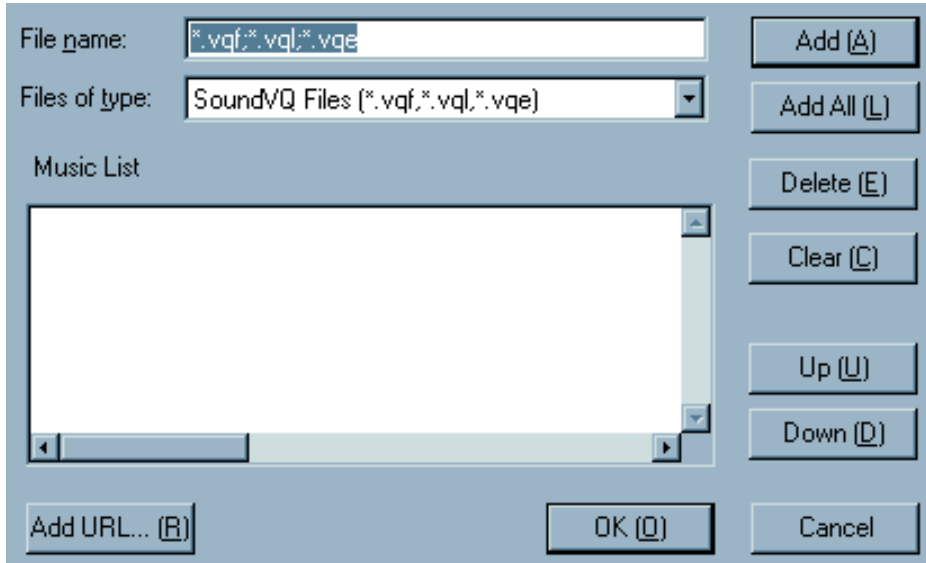 File name: *.vqf;*.vql;*.vqe Add (A)
Files of type: SoundVQ Files (*.vqf,*.vql,*.vqe) Add All (L)
Music List
Delete (E)
Clear (C)
Up (U)
Down (D)
Add URL... (R) OK (O) Cancel